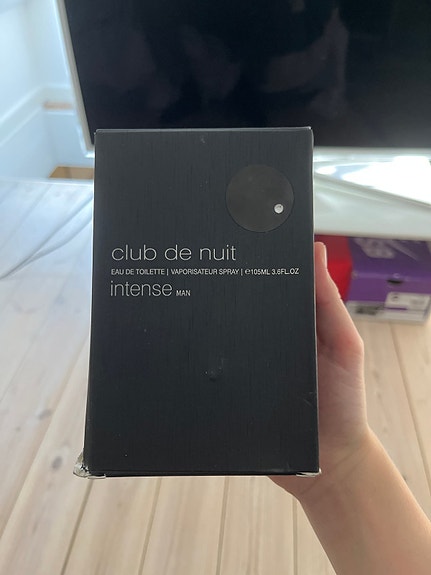 club de nuit
EAU DE TOILETTE | VAPORISATEUR SPRAY | ℮105ML 3.6FL.OZ
intense MAN